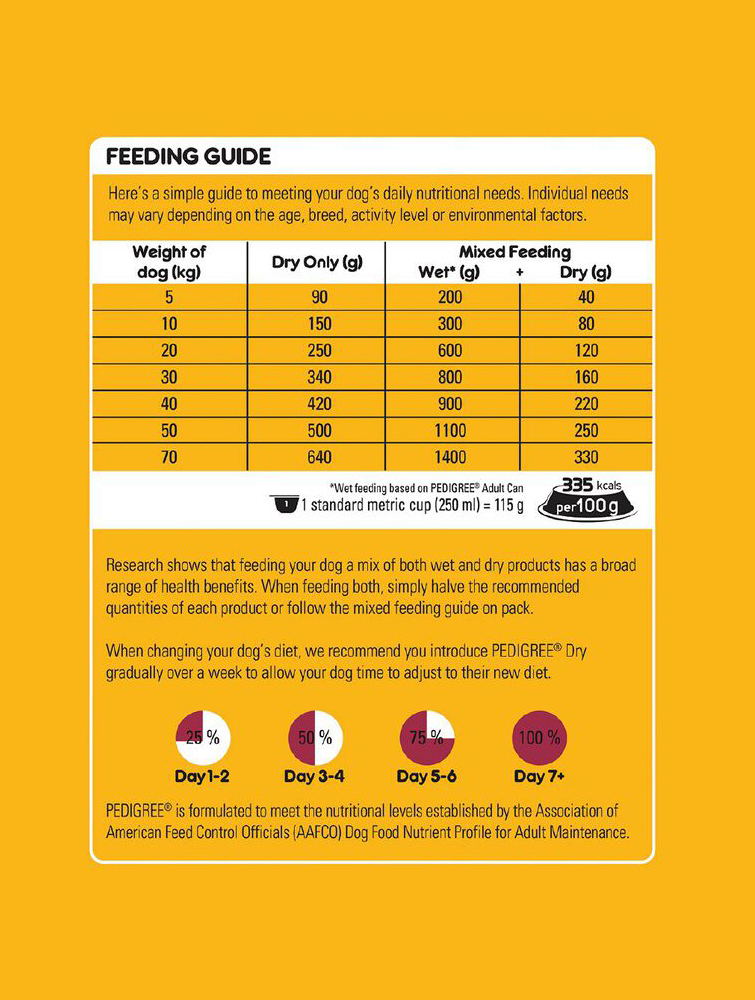 FEEDING GUIDE
Here's a simple guide to meeting your dog's daily nutritional needs. Individual needs
may vary depending on the age, breed, activity level or environmental factors.
Weight of dog (kg) Dry Only (g) Mixed Feeding
Wet* (g) + Dry (g)
5 90 200 40
10 150 300 80
20 250 600 120
30 340 800 160
40 420 900 220
50 500 1100 250
70 640 1400 330
*Wet feeding based on PEDIGREE® Adult Can
1 1 standard metric cup (250 ml) = 115 g
335 kcals
per 100g
Research shows that feeding your dog a mix of both wet and dry products has a broad
range of health benefits. When feeding both, simply halve the recommended
quantities of each product or follow the mixed feeding guide on pack.
When changing your dog's diet, we recommend you introduce PEDIGREE® Dry
gradually over a week to allow your dog time to adjust to their new diet.
25 % 50 % 75 % 100 %
Day 1-2 Day 3-4 Day 5-6 Day 7+
PEDIGREE® is formulated to meet the nutritional levels established by the Association of
American Feed Control Officials (AAFCO) Dog Food Nutrient Profile for Adult Maintenance.